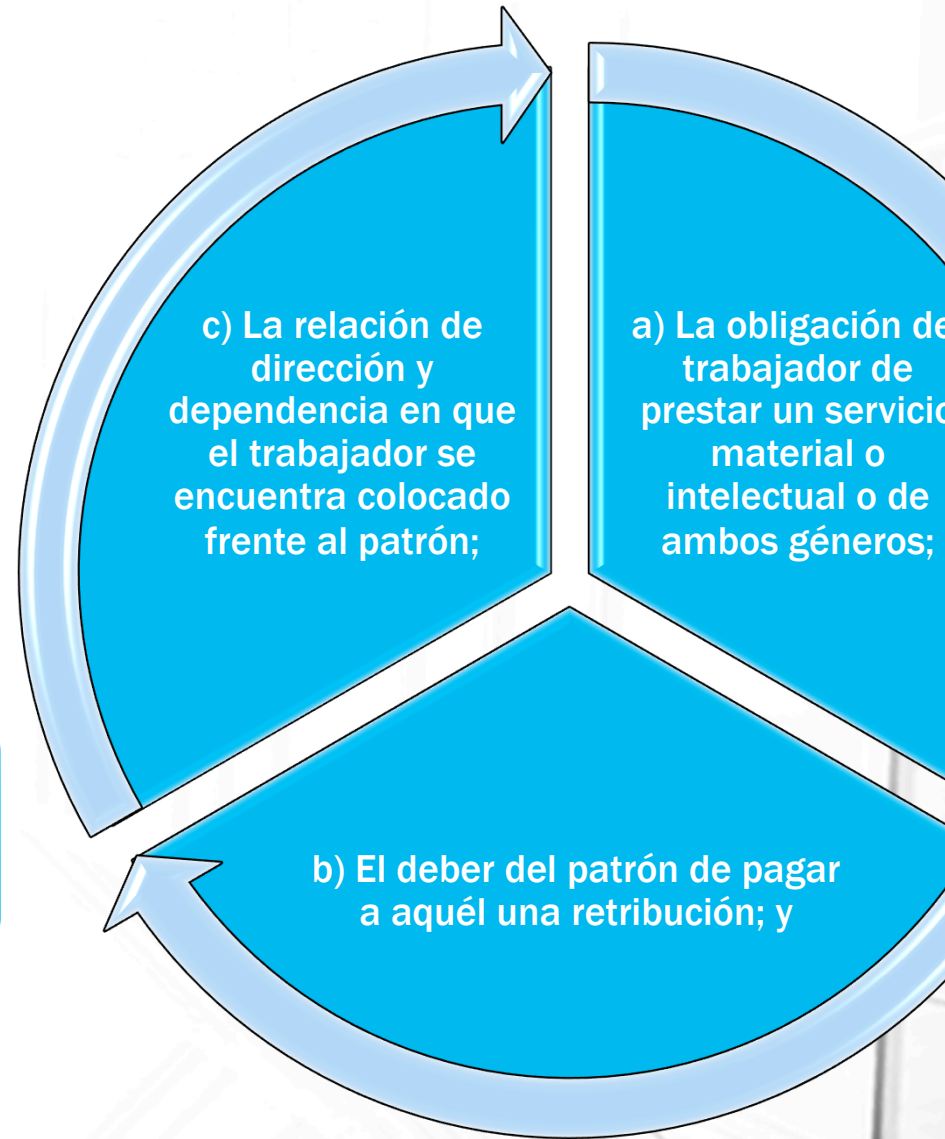 c) La relación de
dirección y
dependencia en que
el trabajador se
encuentra colocado
frente al patrón;
a) La obligación de
trabajador de
prestar un servicio
material o
intelectual o de
ambos géneros;
b) El deber del patrón de pagar
a aquél una retribución; y